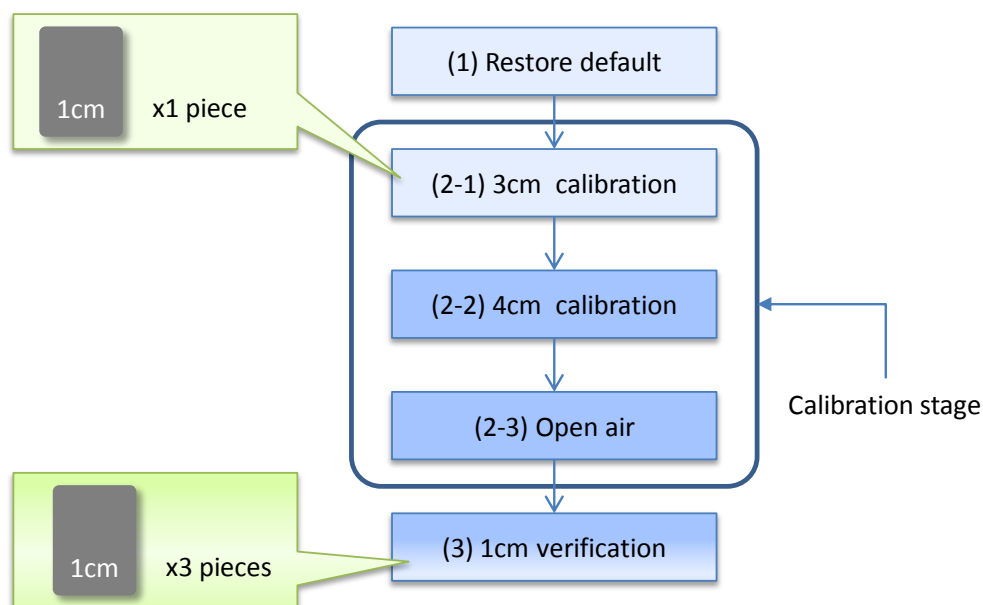 (1) Restore default
1cm x1 piece
(2-1) 3cm calibration
(2-2) 4cm calibration
(2-3) Open air
Calibration stage
(3) 1cm verification
1cm x3 pieces